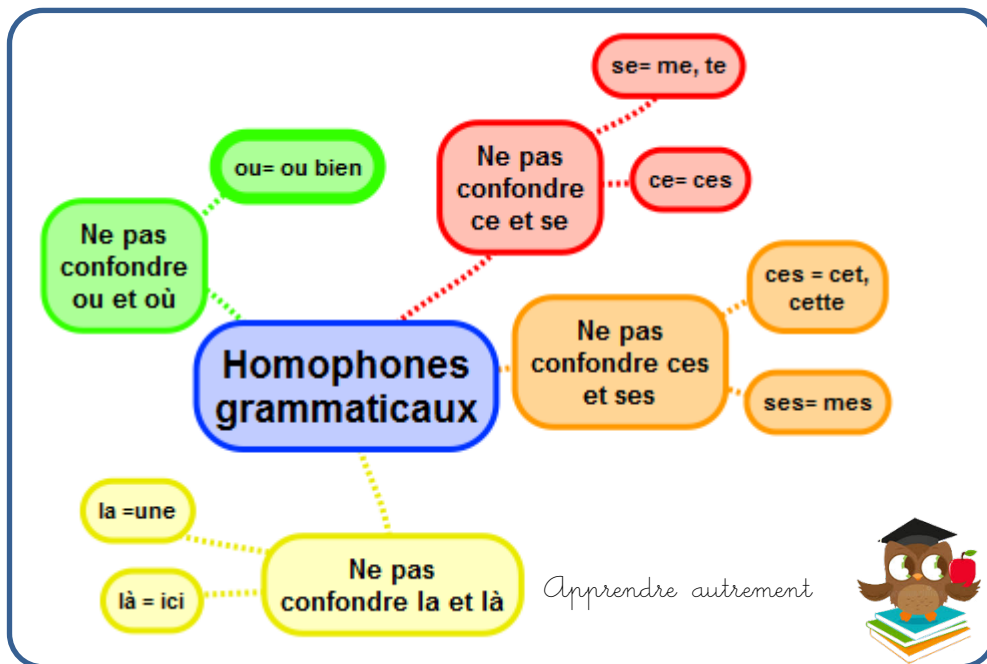 Homophones
grammaticaux
Ne pas
confondre
ou et où
ou= ou bien
Ne pas
confondre
ce et se
se= me, te
ce= ces
Ne pas
confondre ces
et ses
ces = cet,
cette
ses= mes
Ne pas
confondre la et là
la =une
là = ici
Apprendre autrement